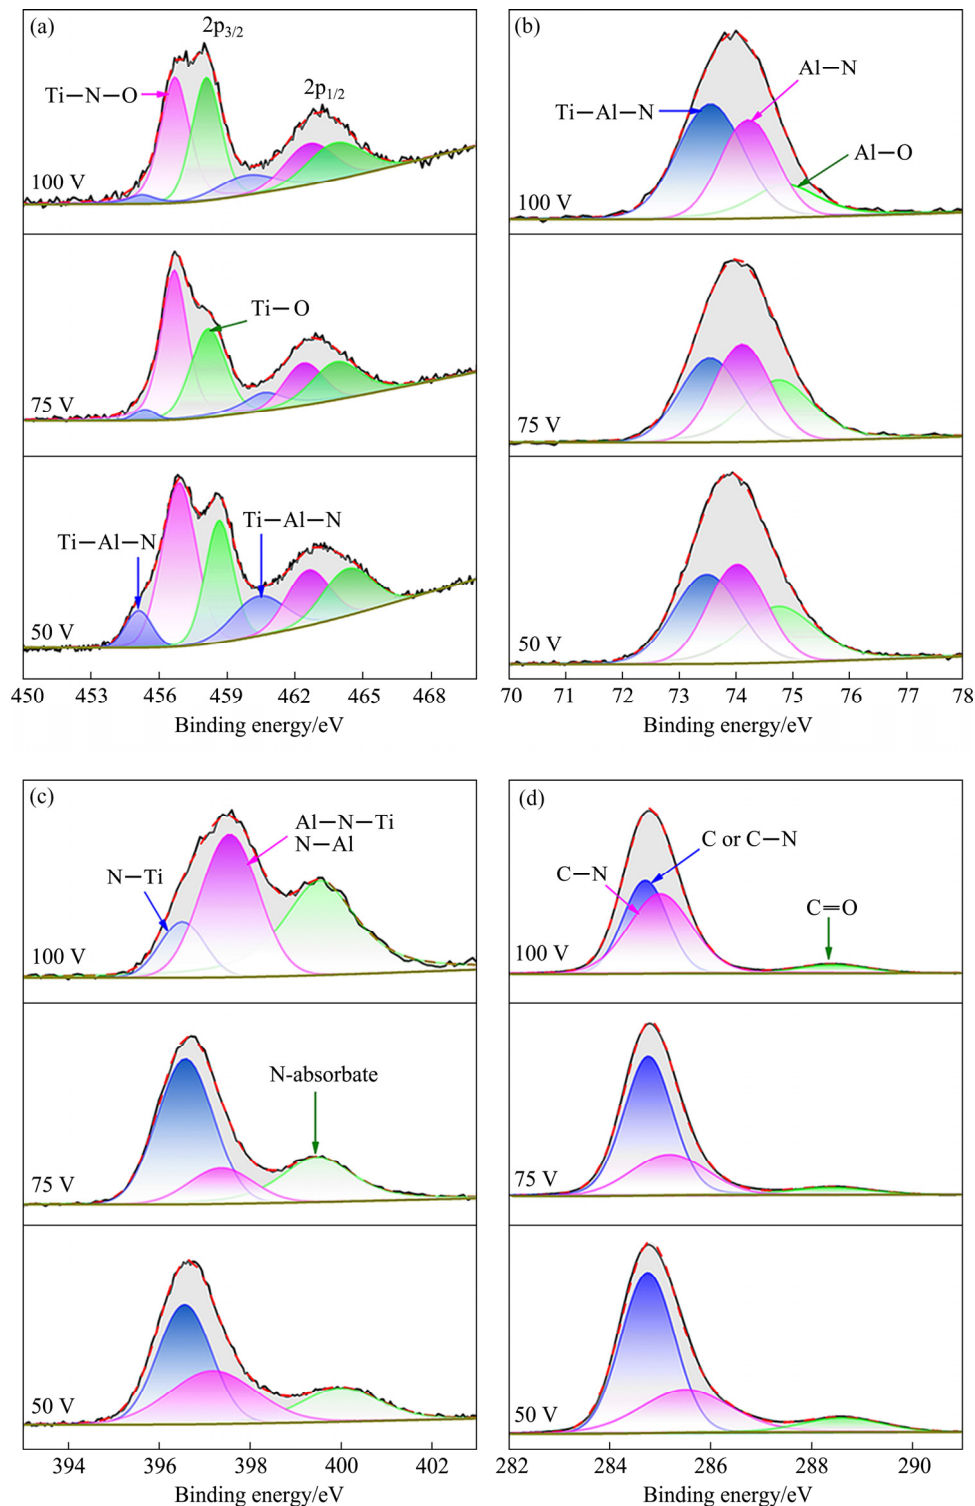 (a)
2p3/2
2p1/2
Ti－N－O
100 V
Ti－O
75 V
Ti－Al－N
Ti－Al－N
50 V
450 453 456 459 462 465 468
Binding energy/eV
(b)
Al－N
Ti－Al－N
Al－O
100 V
75 V
50 V
70 71 72 73 74 75 76 77 78
Binding energy/eV
(c)
Al－N－Ti
N－Al
N－Ti
100 V
N-absorbate
75 V
50 V
394 396 398 400 402
Binding energy/eV
(d)
C or C－N
C－N
C＝O
100 V
75 V
50 V
282 284 286 288 290
Binding energy/eV